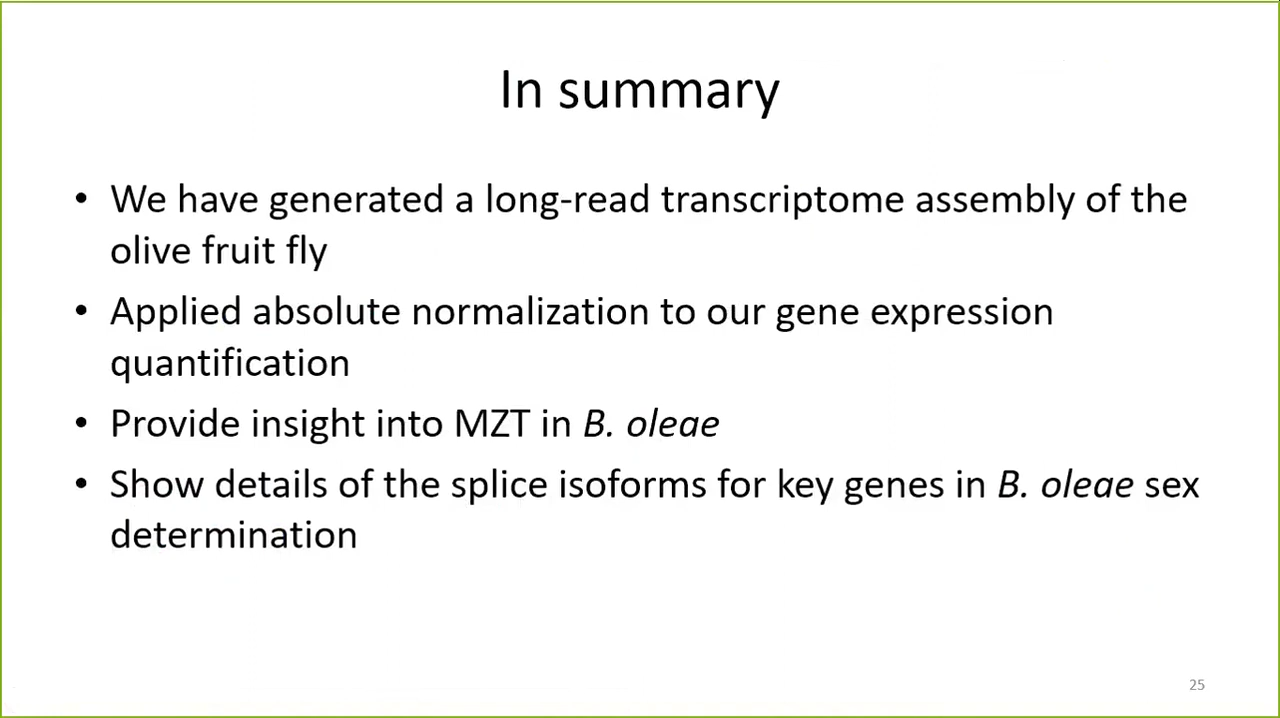 In summary
• We have generated a long-read transcriptome assembly of the
olive fruit fly
• Applied absolute normalization to our gene expression
quantification
• Provide insight into MZT in B. oleae
• Show details of the splice isoforms for key genes in B. oleae sex
determination
25